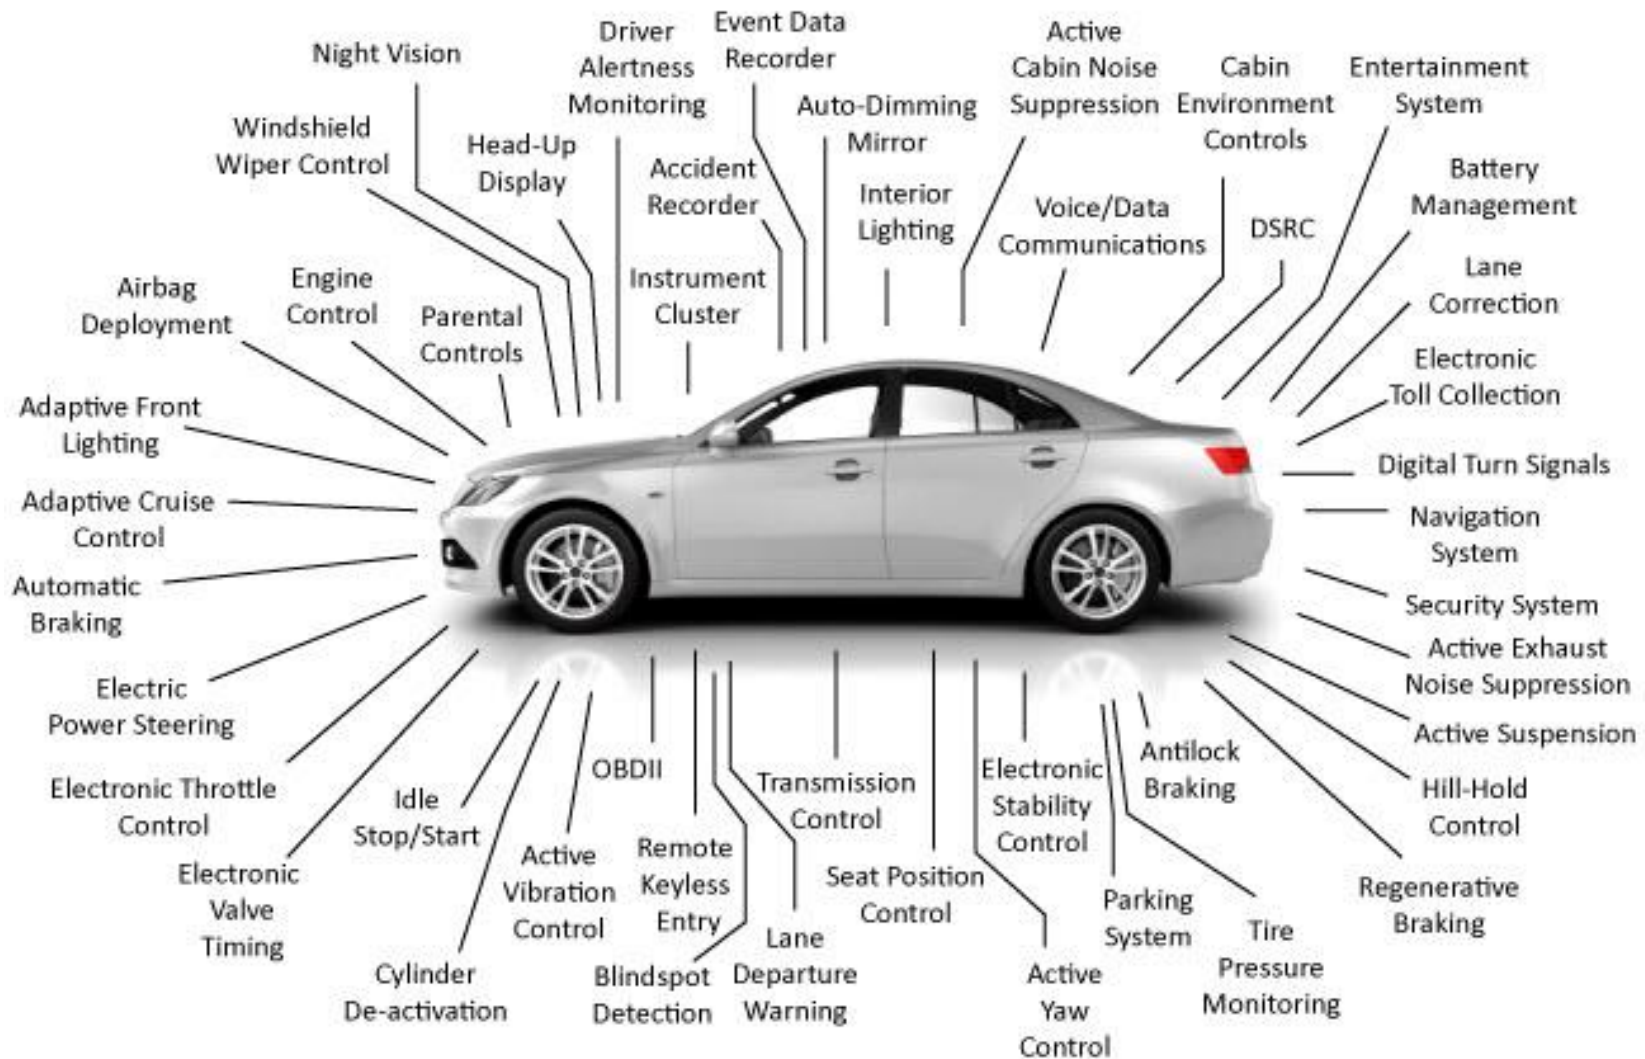 Night Vision
Driver
Alertness
Monitoring
Event Data
Recorder
Active
Cabin Noise
Suppression
Cabin
Environment
Controls
Entertainment
System
Windshield
Wiper Control
Head-Up
Display
Accident
Recorder
Auto-Dimming
Mirror
Interior
Lighting
Voice/Data
Communications
DSRC
Battery
Management
Airbag
Deployment
Engine
Control
Parental
Controls
Instrument
Cluster
Lane
Correction
Electronic
Toll Collection
Adaptive Front
Lighting
Digital Turn Signals
Adaptive Cruise
Control
Navigation
System
Automatic
Braking
Security System
Active Exhaust
Noise Suppression
Electric
Power Steering
Active Suspension
Electronic Throttle
Control
Idle
Stop/Start
OBDII
Transmission
Control
Electronic
Stability
Control
Antilock
Braking
Hill-Hold
Control
Electronic
Valve
Timing
Active
Vibration
Control
Remote
Keyless
Entry
Seat Position
Control
Parking
System
Regenerative
Braking
Cylinder
De-activation
Blindspot
Detection
Lane
Departure
Warning
Active
Yaw
Control
Tire
Pressure
Monitoring